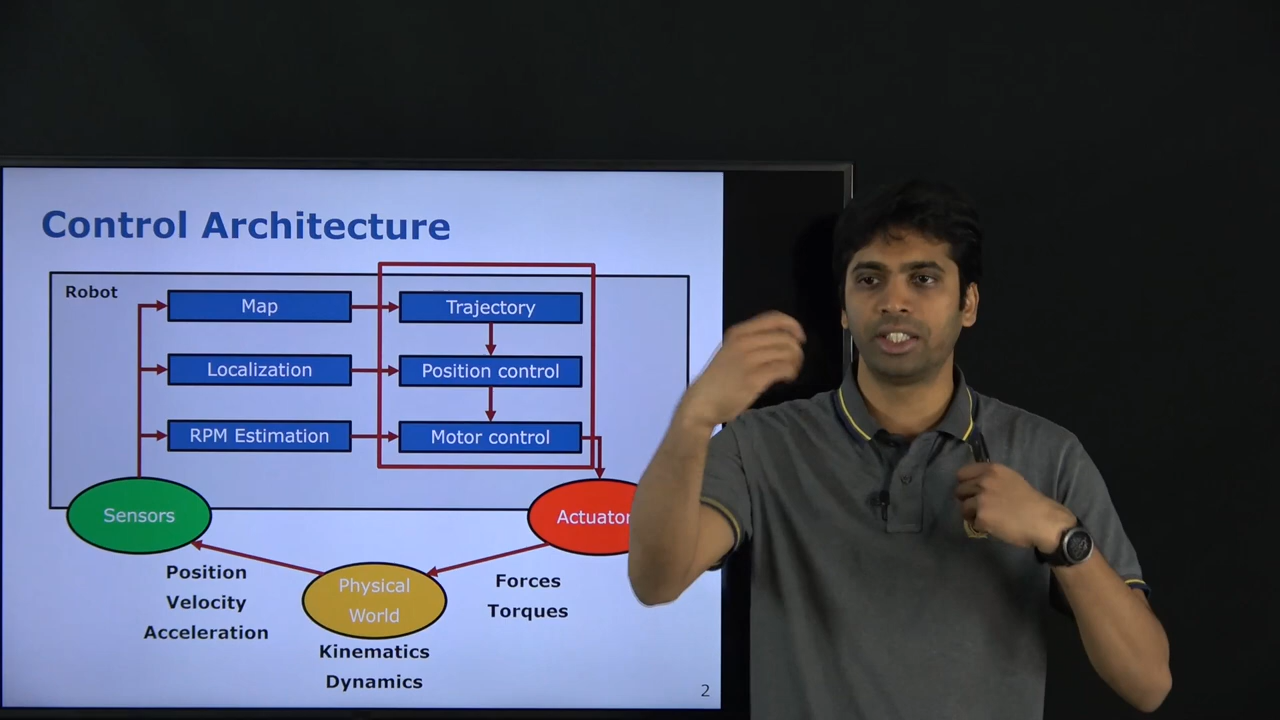 Control Architecture
Robot
Map
Trajectory
Localization
Position control
RPM Estimation
Motor control
Sensors
Actuator
Physical
World
Position
Velocity
Acceleration
Forces
Torques
Kinematics
Dynamics
2